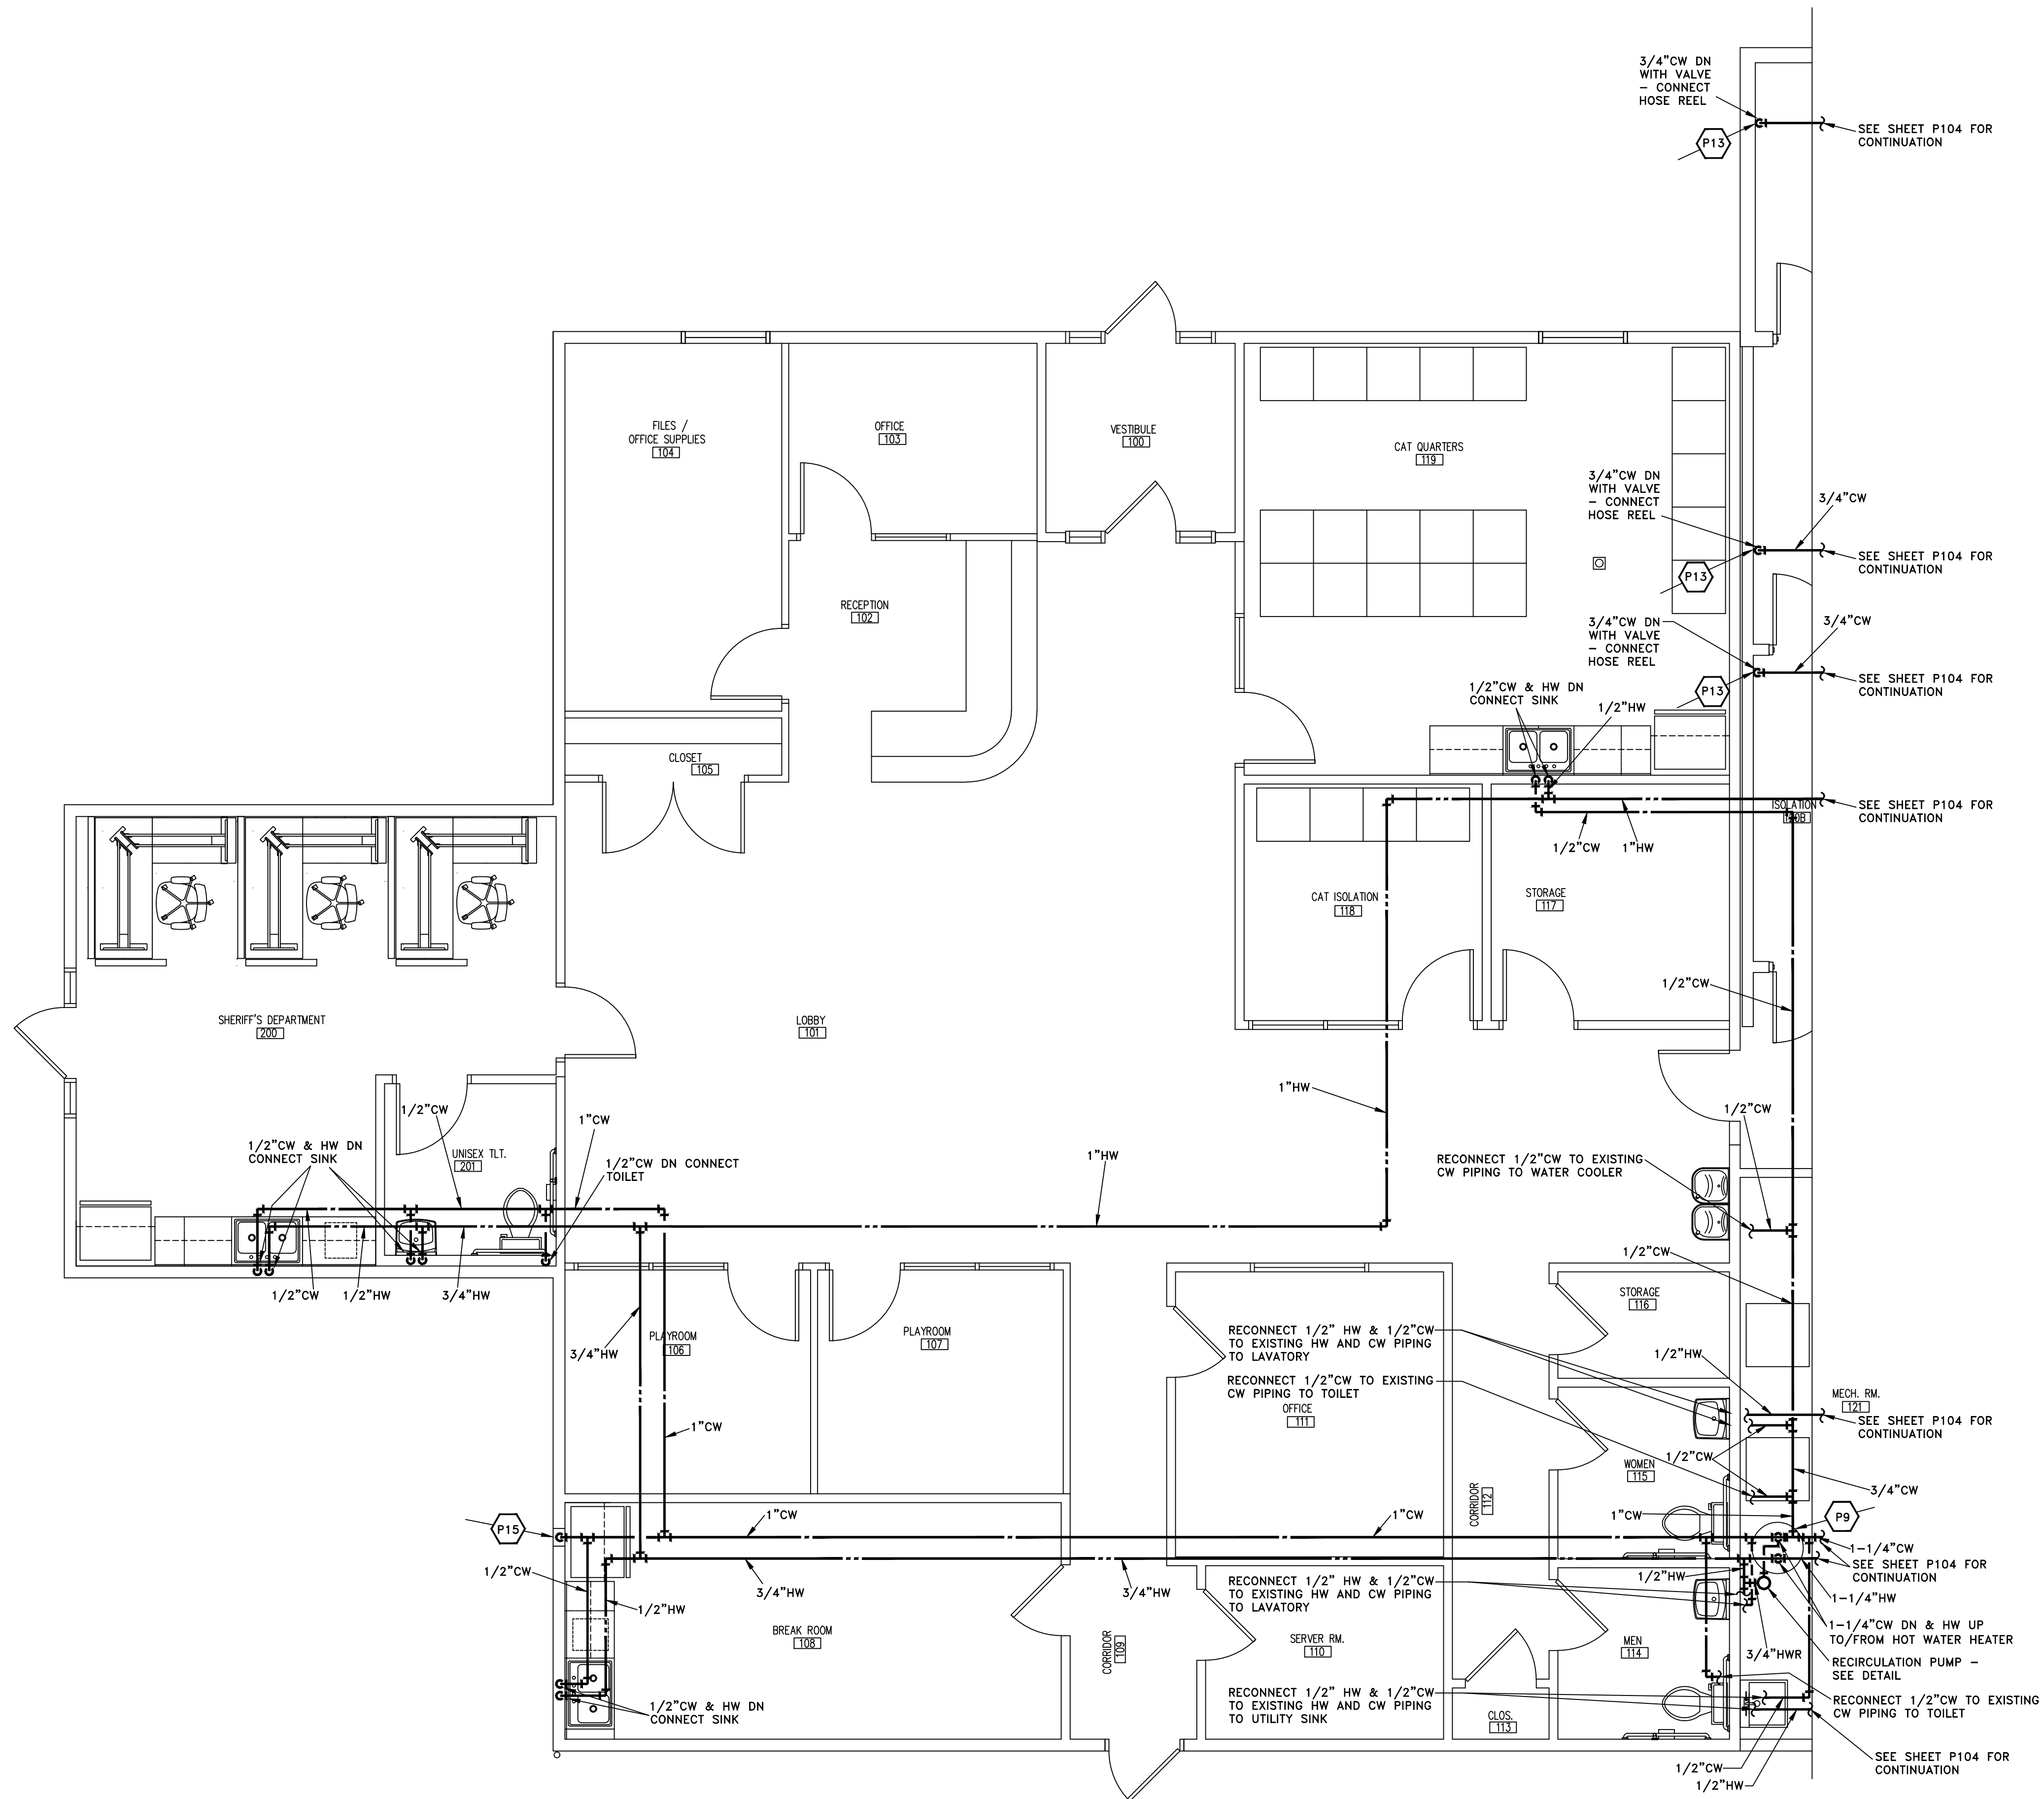 3/4"CW DN
WITH VALVE
– CONNECT
HOSE REEL
P13
SEE SHEET P104 FOR
CONTINUATION
FILES /
OFFICE SUPPLIES
104
OFFICE
103
VESTIBULE
100
CAT QUARTERS
119
3/4"CW DN
WITH VALVE
– CONNECT
HOSE REEL
3/4"CW
SEE SHEET P104 FOR
CONTINUATION
P13
RECEPTION
102
3/4"CW DN
WITH VALVE
– CONNECT
HOSE REEL
3/4"CW
SEE SHEET P104 FOR
CONTINUATION
P13
1/2"CW & HW DN
CONNECT SINK
1/2"HW
CLOSET
105
ISOLATION
SEE SHEET P104 FOR
CONTINUATION
1/2"CW
1"HW
CAT ISOLATION
118
STORAGE
117
1/2"CW
SHERIFF'S DEPARTMENT
200
LOBBY
101
1"HW
1/2"CW
1"CW
1/2"CW
1/2"CW & HW DN
CONNECT SINK
UNISEX TLT.
201
1/2"CW DN CONNECT
TOILET
1"HW
RECONNECT 1/2"CW TO EXISTING
CW PIPING TO WATER COOLER
1/2"CW
1/2"CW
1/2"HW
3/4"HW
STORAGE
116
3/4"HW
PLAYROOM
106
PLAYROOM
107
RECONNECT 1/2" HW & 1/2"CW
TO EXISTING HW AND CW PIPING
TO LAVATORY
1/2"HW
RECONNECT 1/2"CW TO EXISTING
CW PIPING TO TOILET
OFFICE
111
MECH. RM.
121
SEE SHEET P104 FOR
CONTINUATION
1"CW
1/2"CW
WOMEN
115
3/4"CW
CORRIDOR
112
P15
1"CW
1"CW
1"CW
P9
1-1/4"CW
SEE SHEET P104 FOR
CONTINUATION
1/2"CW
3/4"HW
3/4"HW
1/2"HW
RECONNECT 1/2" HW & 1/2"CW
TO EXISTING HW AND CW PIPING
TO LAVATORY
1/2"HW
1-1/4"HW
1-1/4"CW DN & HW UP
TO/FROM HOT WATER HEATER
BREAK ROOM
108
CORRIDOR
109
SERVER RM.
110
MEN
114
3/4"HWR
RECIRCULATION PUMP –
SEE DETAIL
1/2"CW & HW DN
CONNECT SINK
RECONNECT 1/2" HW & 1/2"CW
TO EXISTING HW AND CW PIPING
TO UTILITY SINK
CLOS.
113
RECONNECT 1/2"CW TO EXISTING
CW PIPING TO TOILET
SEE SHEET P104 FOR
CONTINUATION
1/2"CW
1/2"HW